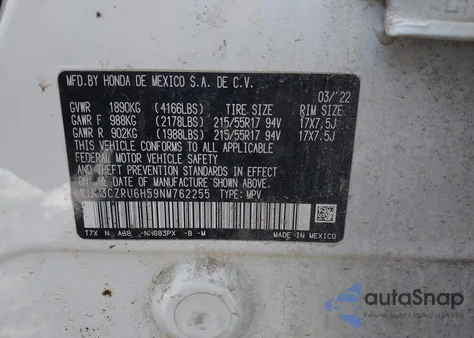 MFD.BY HONDA DE MEXICO S.A. DE C.V.
03/'22
GVWR 1890KG (4166LBS) TIRE SIZE RIM SIZE
GAWR F 988KG (2178LBS) 215/55R17 94V 17X7.5J
GAWR R 902KG (1988LBS) 215/55R17 94V 17X7.5J
THIS VEHICLE CONFORMS TO ALL APPLICABLE
FEDERAL MOTOR VEHICLE SAFETY AND
THEFT PREVENTION STANDARDS IN EFFECT ON
THE DATE OF MANUFACTURE SHOWN ABOVE.
3CZRU6H59NM762255 TYPE: MPV
T7X N A68 -B -M MADE IN MEXICO
autoSnap